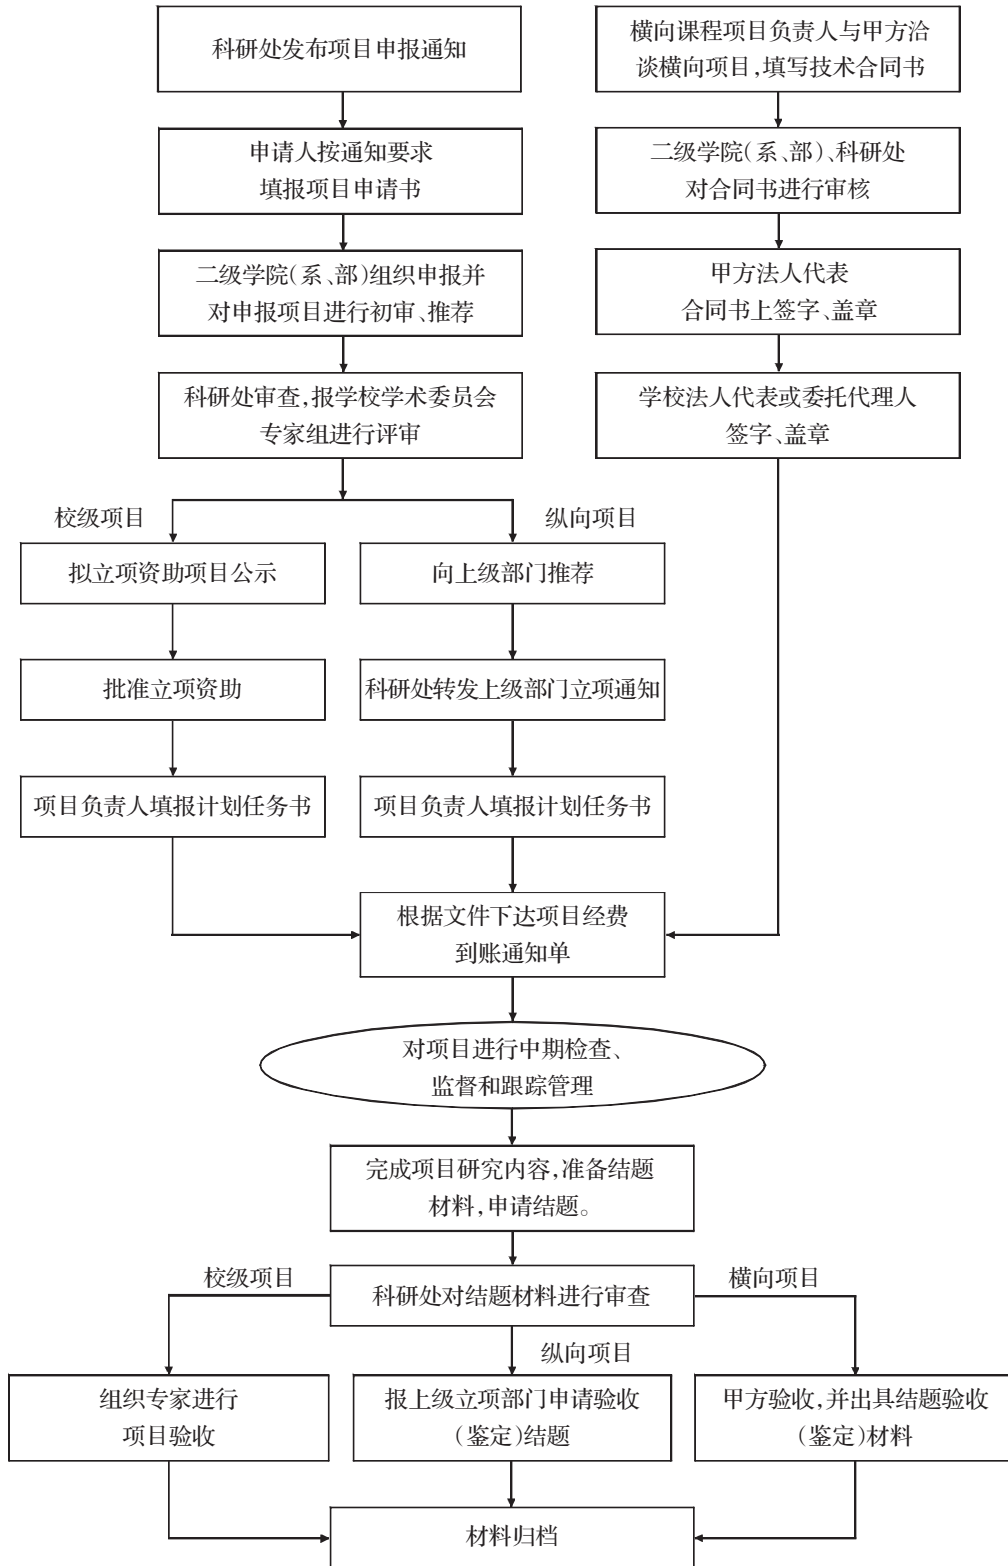 科研处发布项目申报通知
申请人按通知要求
填报项目申请书
二级学院(系、部)组织申报并
对申报项目进行初审、推荐
科研处审查,报学校学术委员会
专家组进行评审
横向课程项目负责人与甲方洽
谈横向项目,填写技术合同书
二级学院(系、部)、科研处
对合同书进行审核
甲方法人代表
合同书上签字、盖章
学校法人代表或委托代理人
签字、盖章
校级项目
拟立项资助项目公示
批准立项资助
项目负责人填报计划任务书
纵向项目
向上级部门推荐
科研处转发上级部门立项通知
项目负责人填报计划任务书
根据文件下达项目经费
到账通知单
对项目进行中期检查、
监督和跟踪管理
完成项目研究内容,准备结题
材料,申请结题。
科研处对结题材料进行审查
校级项目
组织专家进行
项目验收
纵向项目
报上级立项部门申请验收
(鉴定)结题
横向项目
甲方验收,并出具结题验收
(鉴定)材料
材料归档